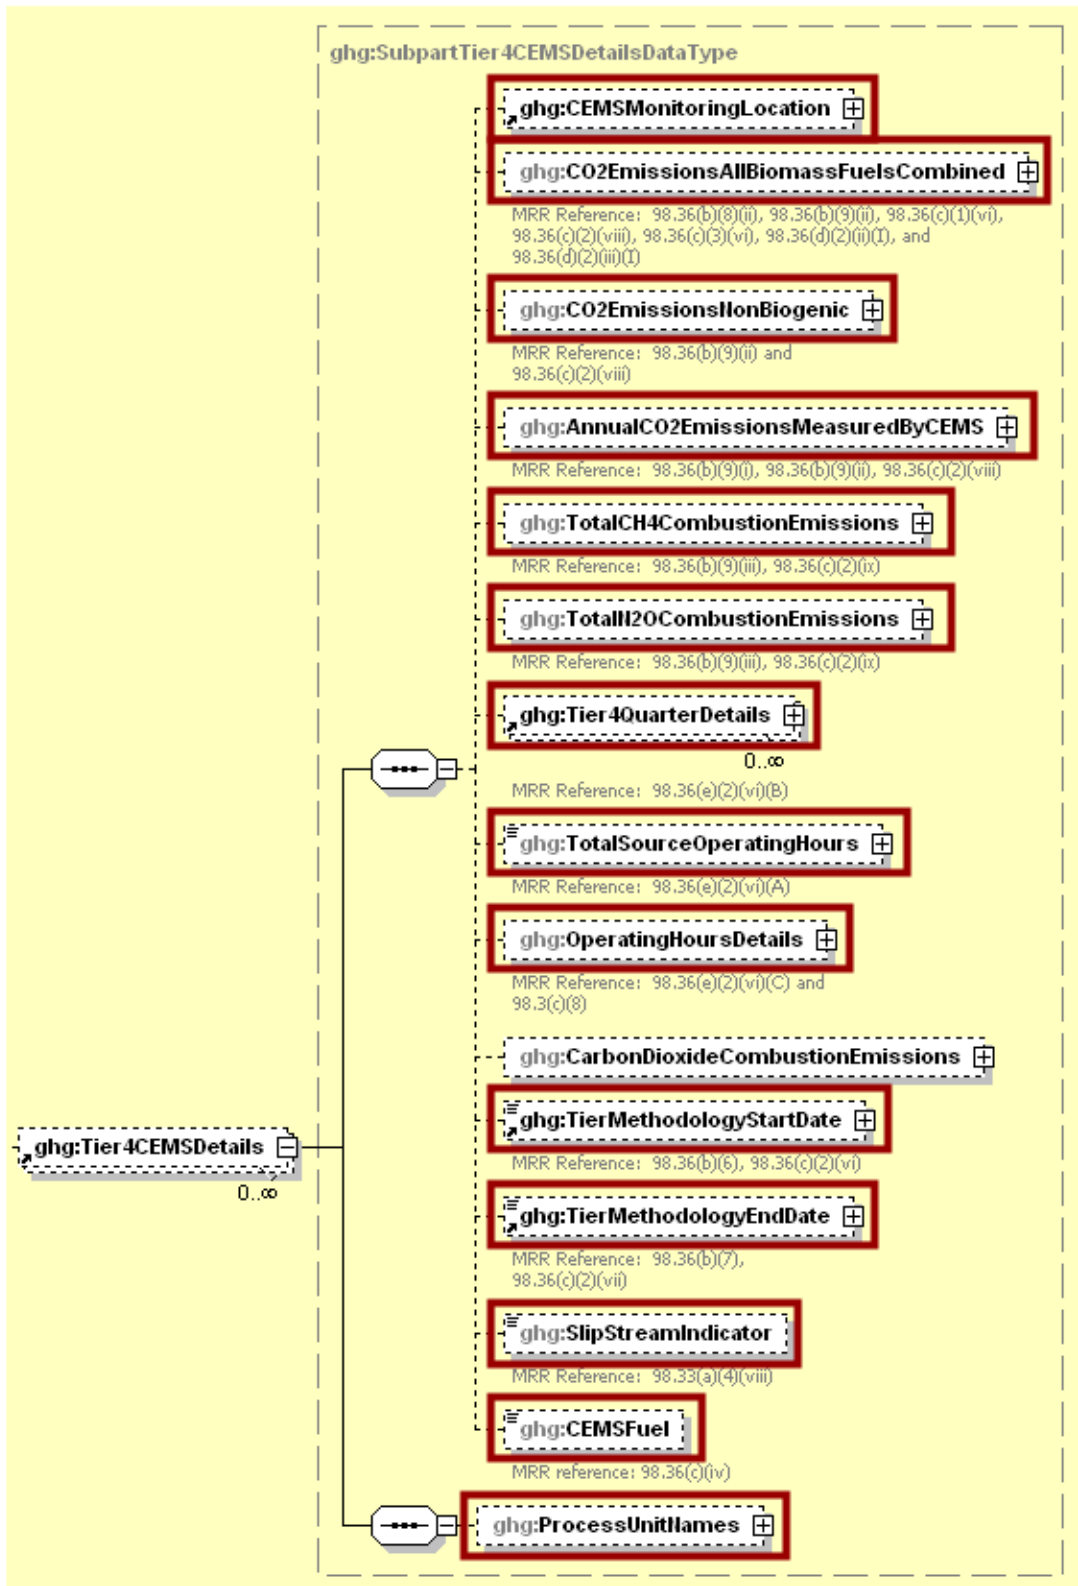 ghg:SubpartTier4CEMSDetailsDataType
ghg:CEMSMonitoringLocation
ghg:CO2EmissionsAllBiomassFuelsCombined
MRR Reference: 98.36(b)(8)(ii), 98.36(b)(9)(ii), 98.36(c)(1)(vi),
98.36(c)(2)(viii), 98.36(c)(3)(vi), 98.36(d)(2)(ii)(I), and
98.36(d)(2)(iii)(I)
ghg:CO2EmissionsNonBiogenic
MRR Reference: 98.36(b)(9)(ii) and
98.36(c)(2)(viii)
ghg:AnnualCO2EmissionsMeasuredByCEMS
MRR Reference: 98.36(b)(9)(i), 98.36(b)(9)(ii), 98.36(c)(2)(viii)
ghg:TotalCH4CombustionEmissions
MRR Reference: 98.36(b)(9)(iii), 98.36(c)(2)(ix)
ghg:TotalN2OCombustionEmissions
MRR Reference: 98.36(b)(9)(iii), 98.36(c)(2)(ix)
ghg:Tier4QuarterDetails
0..∞
MRR Reference: 98.36(e)(2)(vi)(B)
ghg:TotalSourceOperatingHours
MRR Reference: 98.36(e)(2)(vi)(A)
ghg:OperatingHoursDetails
MRR Reference: 98.36(e)(2)(vi)(C) and
98.3(c)(8)
ghg:CarbonDioxideCombustionEmissions
ghg:TierMethodologyStartDate
ghg:Tier4CEMSDetails
MRR Reference: 98.36(b)(6), 98.36(c)(2)(vi)
0..∞
ghg:TierMethodologyEndDate
MRR Reference: 98.36(b)(7),
98.36(c)(2)(vii)
ghg:SlipStreamIndicator
MRR Reference: 98.33(a)(4)(viii)
ghg:CEMSFuel
MRR reference: 98.36(c)(iv)
ghg:ProcessUnitNames